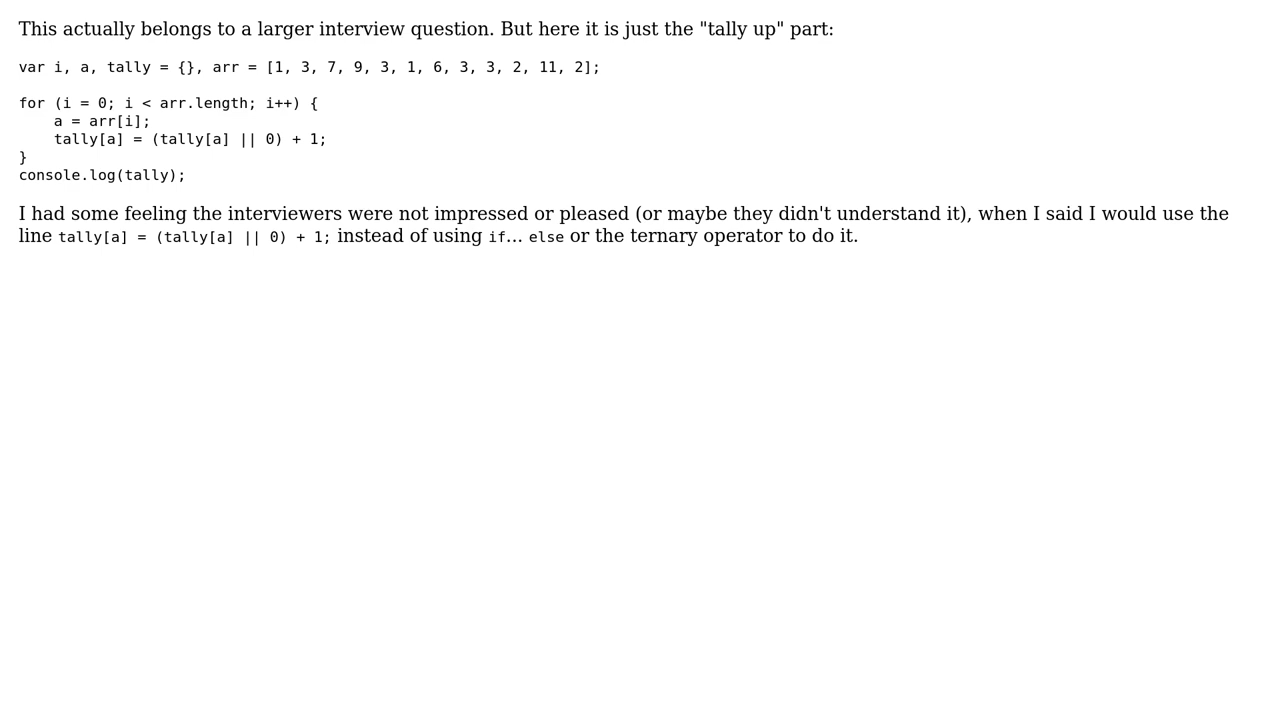 This actually belongs to a larger interview question. But here it is just the "tally up" part:
var i, a, tally = {}, arr = [1, 3, 7, 9, 3, 1, 6, 3, 3, 2, 11, 2];
for (i = 0; i < arr.length; i++) {
    a = arr[i];
    tally[a] = (tally[a] || 0) + 1;
}
console.log(tally);
I had some feeling the interviewers were not impressed or pleased (or maybe they didn't understand it), when I said I would use the
line tally[a] = (tally[a] || 0) + 1; instead of using if... else or the ternary operator to do it.